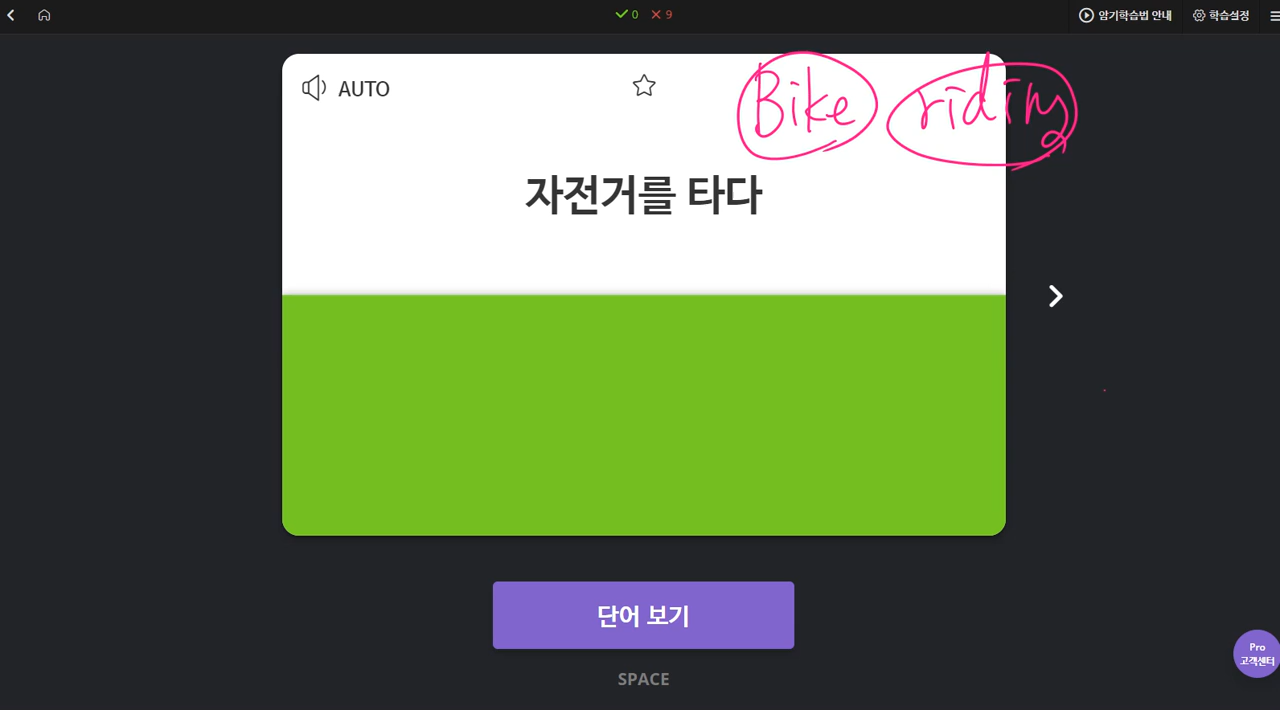 0 9 암기학습법 안내 학습설정
AUTO
Bike riding
자전거를 타다
단어 보기
SPACE
Pro
고객센터